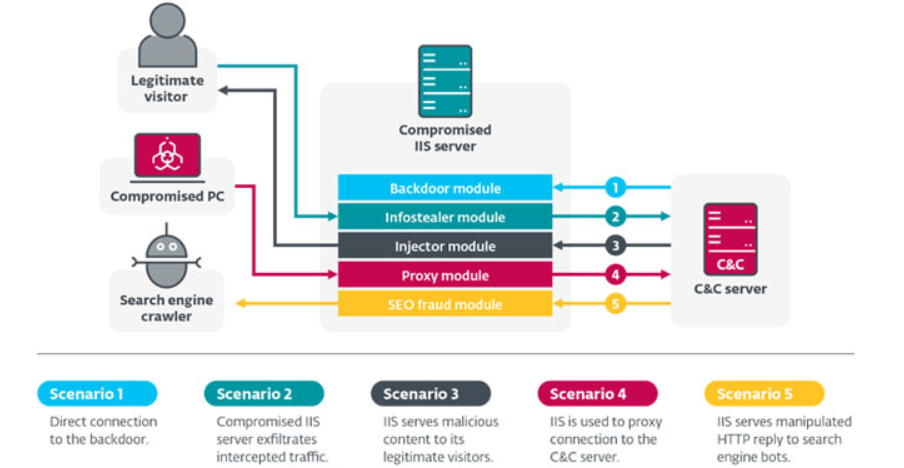 Legitimate
visitor
Compromised
IIS server
Compromised PC
Search engine
crawler
Backdoor module
Infostealer module
Injector module
Proxy module
SEO fraud module
1
2
3
4
5
C&C
C&C server
Scenario 1
Direct connection
to the backdoor.
Scenario 2
Compromised IIS
server exfiltrates
intercepted traffic.
Scenario 3
IIS serves malicious
content to its
legitimate visitors.
Scenario 4
IIS is used to proxy
connection to the
C&C server.
Scenario 5
IIS serves manipulated
HTTP reply to search
engine bots.